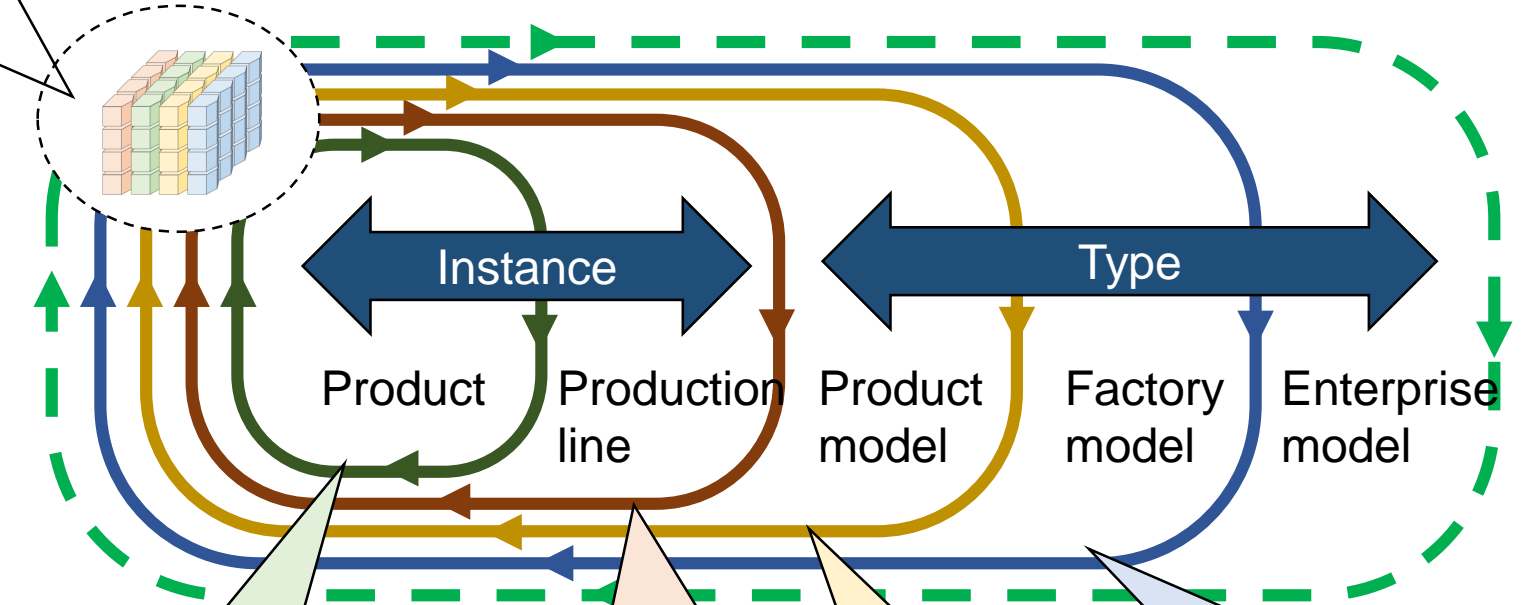 Instance
Type
Product
Production
line
Product
model
Factory
model
Enterprise
model